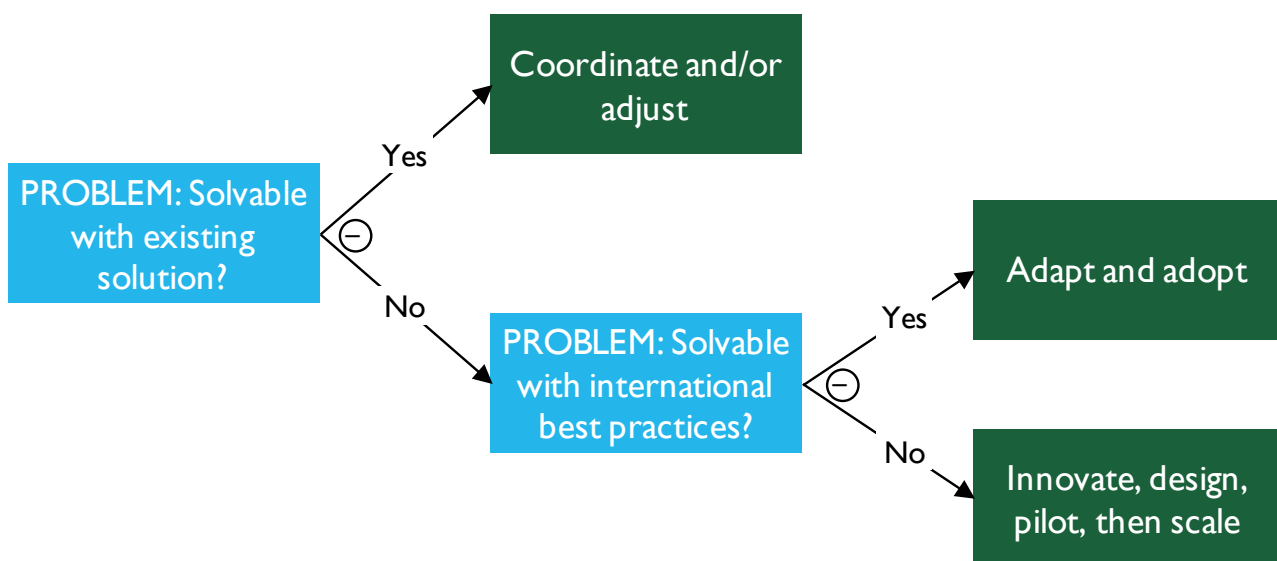 Coordinate and/or
adjust
Yes
PROBLEM: Solvable
with existing
solution?
No
PROBLEM: Solvable
with international
best practices?
Yes
Adapt and adopt
No
Innovate, design,
pilot, then scale